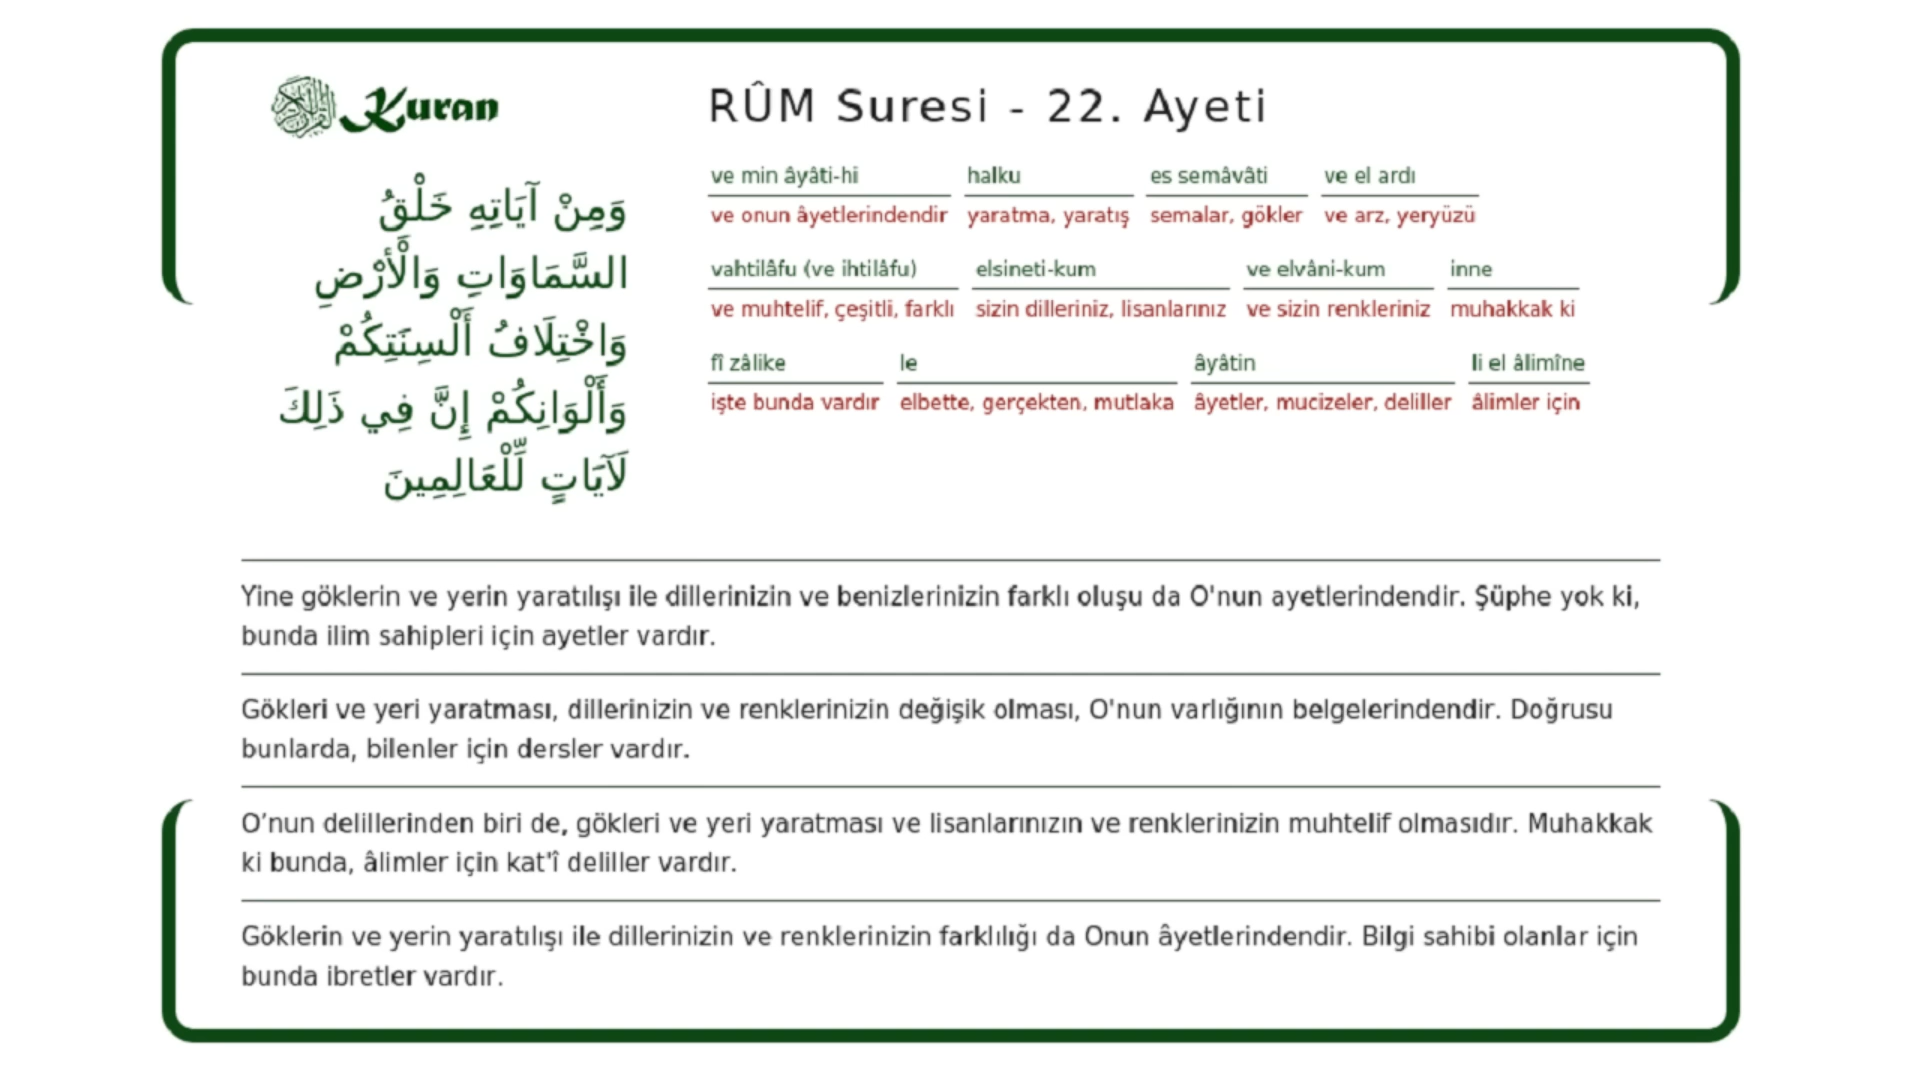 Kuran
RÛM Suresi - 22. Ayeti
وَمِنْ آيَاتِهِ خَلْقُ
السَّمَاوَاتِ وَالْأَرْضِ
وَاخْتِلَافُ أَلْسِنَتِكُمْ
وَأَلْوَانِكُمْ إِنَّ فِي ذَلِكَ
لَآيَاتٍ لِّلْعَالِمِينَ
ve min âyâti-hi halku es semâvâti ve el ardı
ve onun âyetlerindendir yaratma, yaratış semalar, gökler ve arz, yeryüzü
vahtilâfu (ve ihtilâfu) elsineti-kum ve elvâni-kum inne
ve muhtelif, çeşitli, farklı sizin dilleriniz, lisanlarınız ve sizin renkleriniz muhakkak ki
fî zâlike le âyâtin li el âlimîne
işte bunda vardır elbette, gerçekten, mutlaka âyetler, mucizeler, deliller âlimler için
Yine göklerin ve yerin yaratılışı ile dillerinizin ve benizlerinizin farklı oluşu da O'nun ayetlerindendir. Şüphe yok ki,
bunda ilim sahipleri için ayetler vardır.
Gökleri ve yeri yaratması, dillerinizin ve renklerinizin değişik olması, O'nun varlığının belgelerindendir. Doğrusu
bunlarda, bilenler için dersler vardır.
O’nun delillerinden biri de, gökleri ve yeri yaratması ve lisanlarınızın ve renklerinizin muhtelif olmasıdır. Muhakkak
ki bunda, âlimler için kat'î deliller vardır.
Göklerin ve yerin yaratılışı ile dillerinizin ve renklerinizin farklılığı da Onun âyetlerindendir. Bilgi sahibi olanlar için
bunda ibretler vardır.